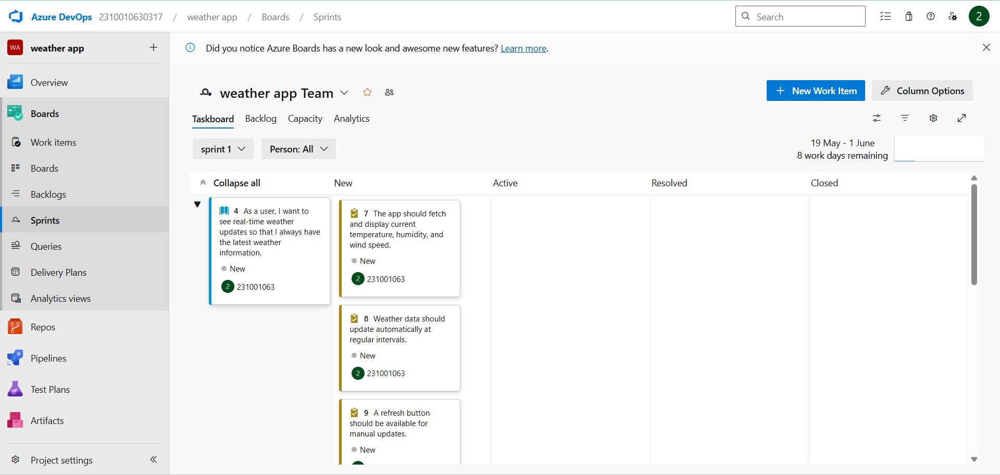 Azure DevOps 2310010630317 / weather app / Boards / Sprints
Search
2
WA weather app
Did you notice Azure Boards has a new look and awesome new features? Learn more.
Overview
Boards
Work items
Boards
Backlogs
Sprints
Queries
Delivery Plans
Analytics views
Repos
Pipelines
Test Plans
Artifacts
Project settings
weather app Team
New Work Item
Column Options
Taskboard Backlog Capacity Analytics
sprint 1
Person: All
19 May - 1 June
8 work days remaining
Collapse all New Active Resolved Closed
4 As a user, I want to
see real-time weather
updates so that I always have
the latest weather
information.
New
2 231001063
7 The app should fetch
and display current
temperature, humidity, and
wind speed.
New
2 231001063
8 Weather data should
update automatically at
regular intervals.
New
2 231001063
9 A refresh button
should be available for
manual updates.
New